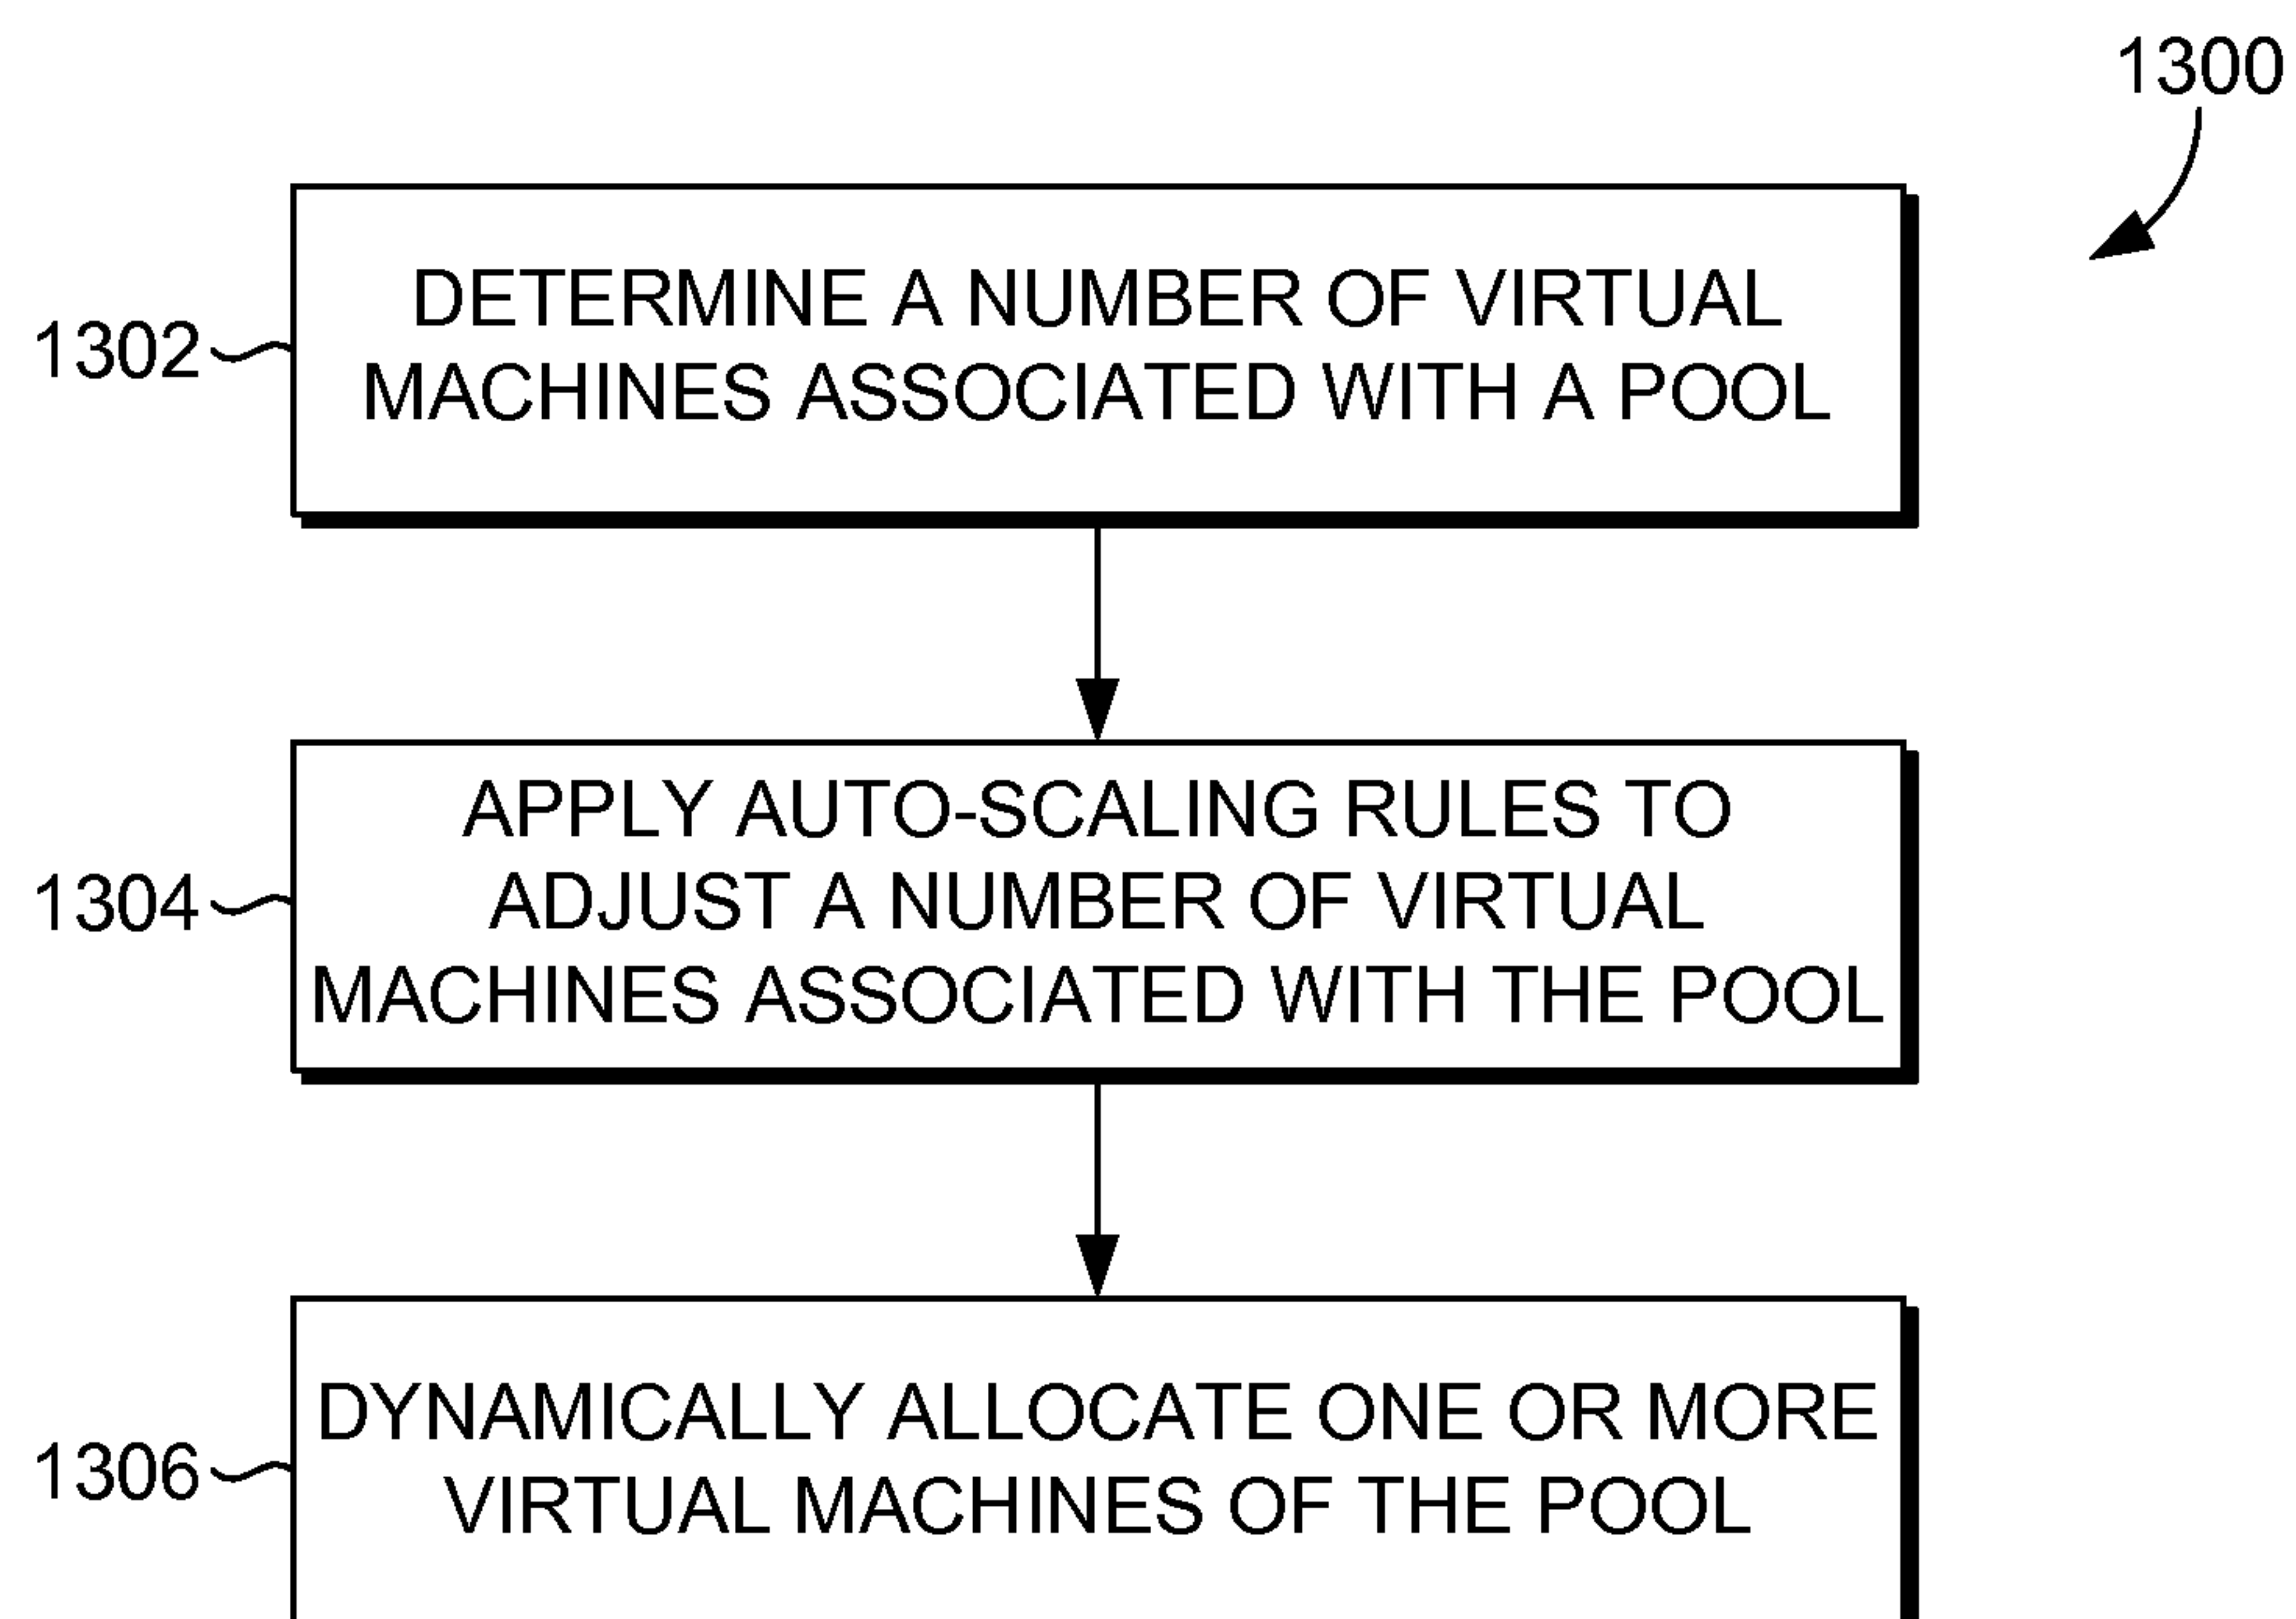 1300
1302
DETERMINE A NUMBER OF VIRTUAL
MACHINES ASSOCIATED WITH A POOL
1304
APPLY AUTO-SCALING RULES TO
ADJUST A NUMBER OF VIRTUAL
MACHINES ASSOCIATED WITH THE POOL
1306
DYNAMICALLY ALLOCATE ONE OR MORE
VIRTUAL MACHINES OF THE POOL